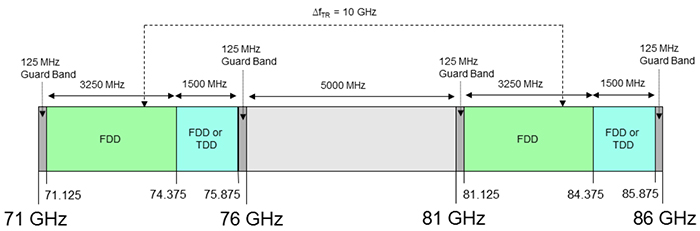 ΔfTR = 10 GHz
125 MHz
Guard Band
3250 MHz
1500 MHz
125 MHz
Guard Band
5000 MHz
125 MHz
Guard Band
3250 MHz
1500 MHz
125 MHz
Guard Band
FDD
FDD or
TDD
FDD
FDD or
TDD
71.125
74.375
75.875
81.125
84.375
85.875
71 GHz
76 GHz
81 GHz
86 GHz